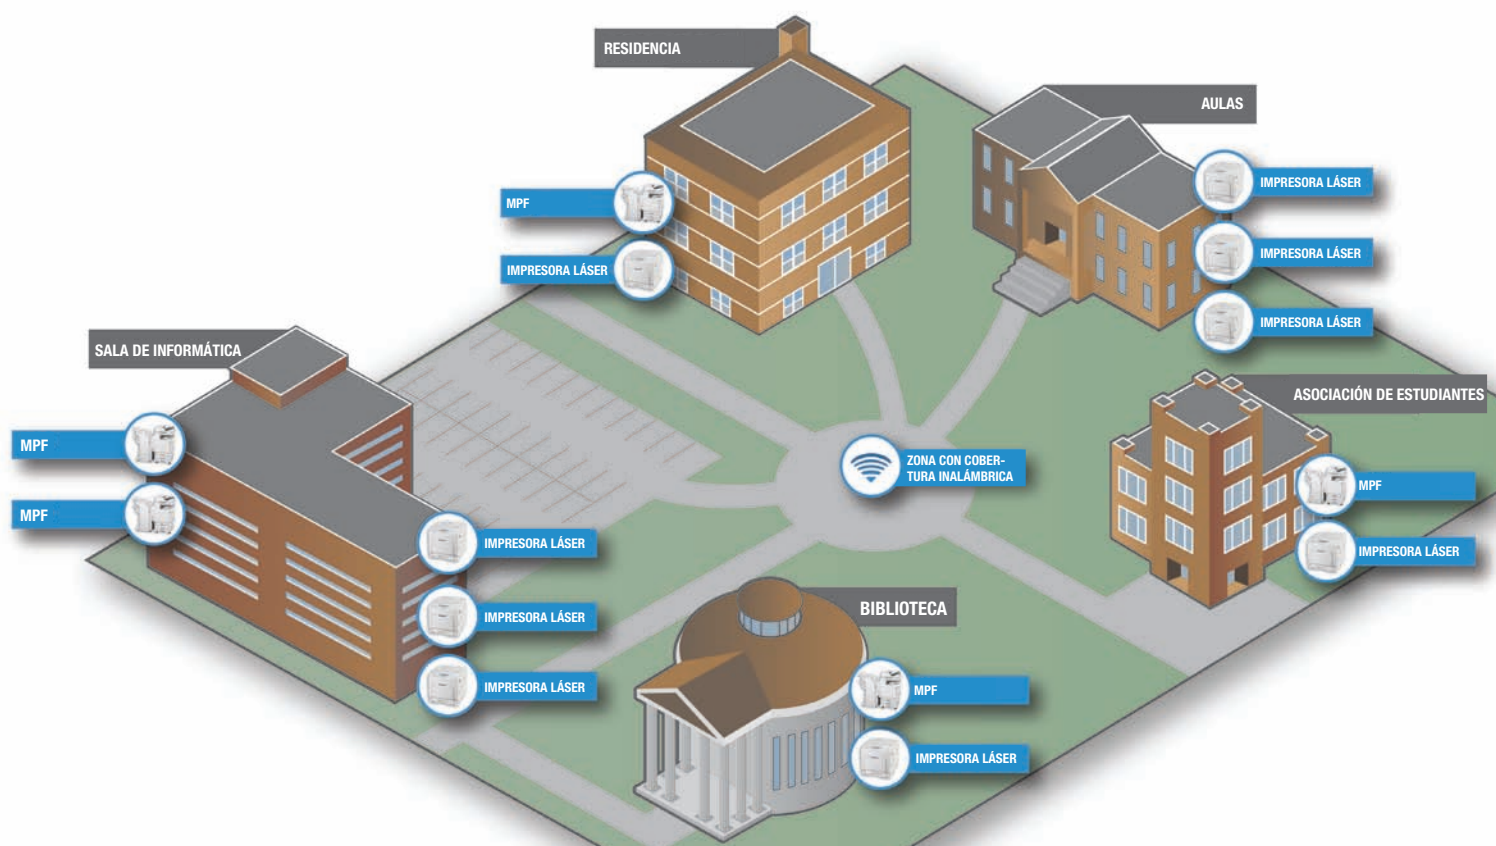 RESIDENCIA
AULAS
IMPRESORA LÁSER
MPF
IMPRESORA LÁSER
IMPRESORA LÁSER
IMPRESORA LÁSER
SALA DE INFORMÁTICA
ASOCIACIÓN DE ESTUDIANTES
MPF
ZONA CON COBER-
TURA INALÁMBRICA
MPF
MPF
IMPRESORA LÁSER
IMPRESORA LÁSER
BIBLIOTECA
IMPRESORA LÁSER
IMPRESORA LÁSER
MPF
IMPRESORA LÁSER